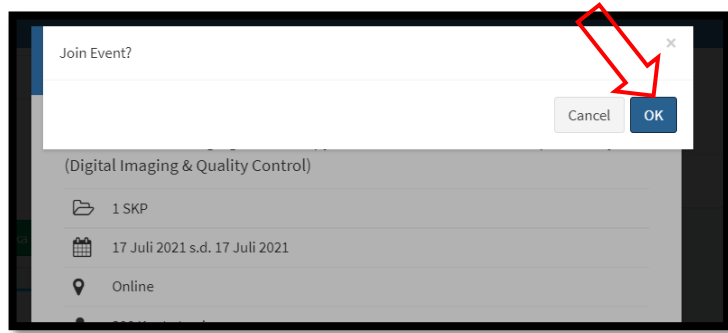 Join Event?
×
Cancel
OK
(Digital Imaging & Quality Control)
1 SKP
17 Juli 2021 s.d. 17 Juli 2021
Online